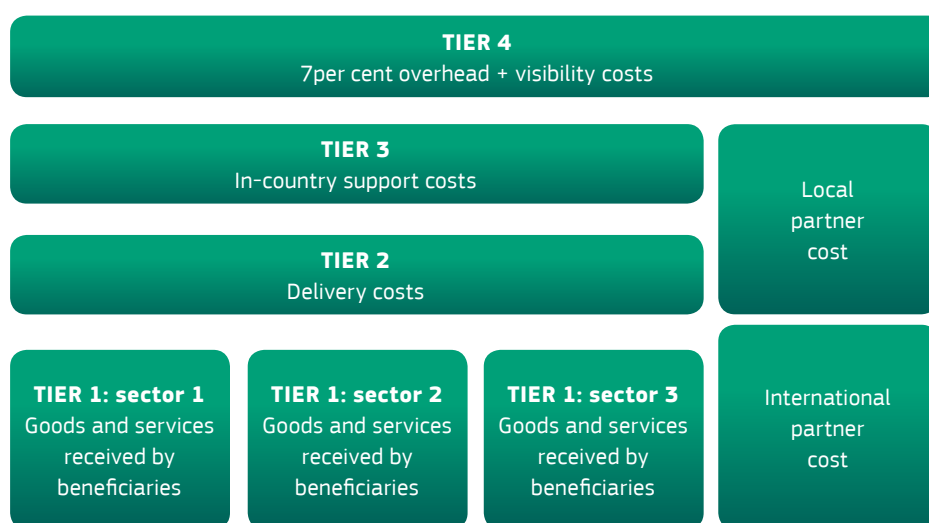 TIER 4
7per cent overhead + visibility costs
TIER 3
In-country support costs
Local
partner
cost
TIER 2
Delivery costs
TIER 1: sector 1
Goods and services
received by
beneficiaries
TIER 1: sector 2
Goods and services
received by
beneficiaries
TIER 1: sector 3
Goods and services
received by
beneficiaries
International
partner
cost